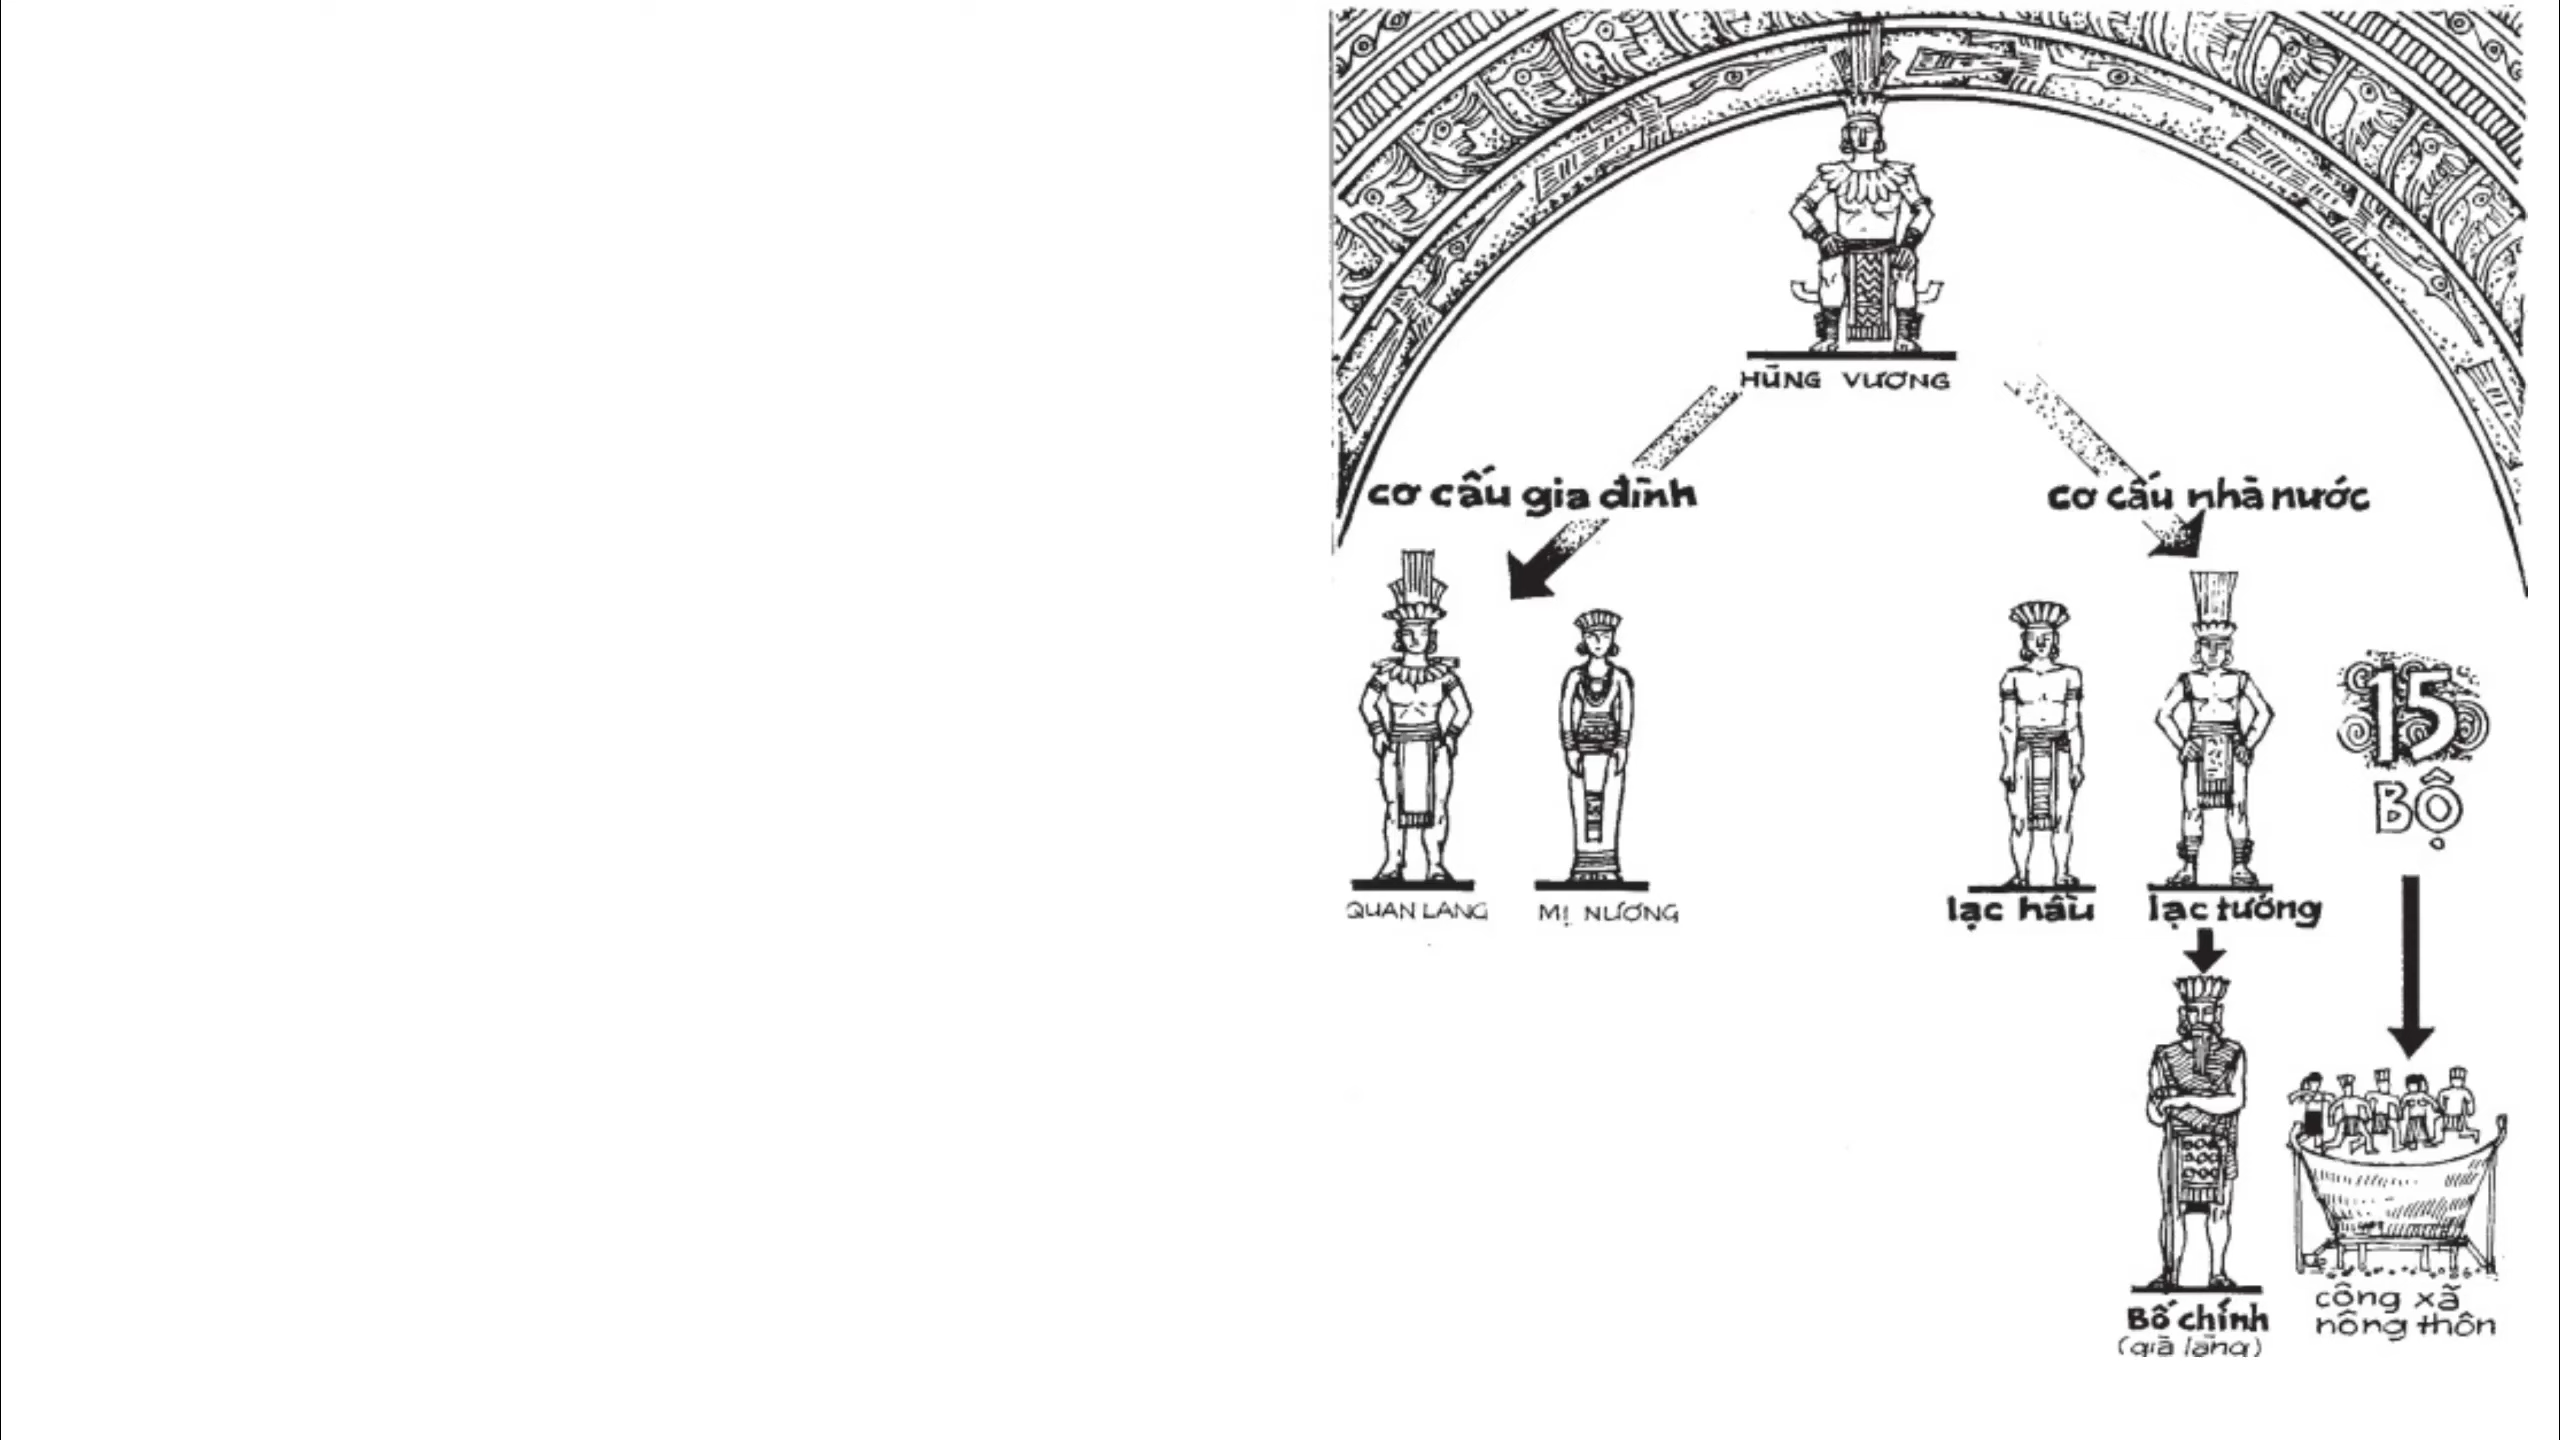 HÙNG VƯƠNG
cơ cấu gia đình
cơ cấu nhà nước
15
BỘ
QUAN LANG
MỊ NƯƠNG
lạc hầu
lạc tướng
Bố chính
(già làng)
công xã
nông thôn